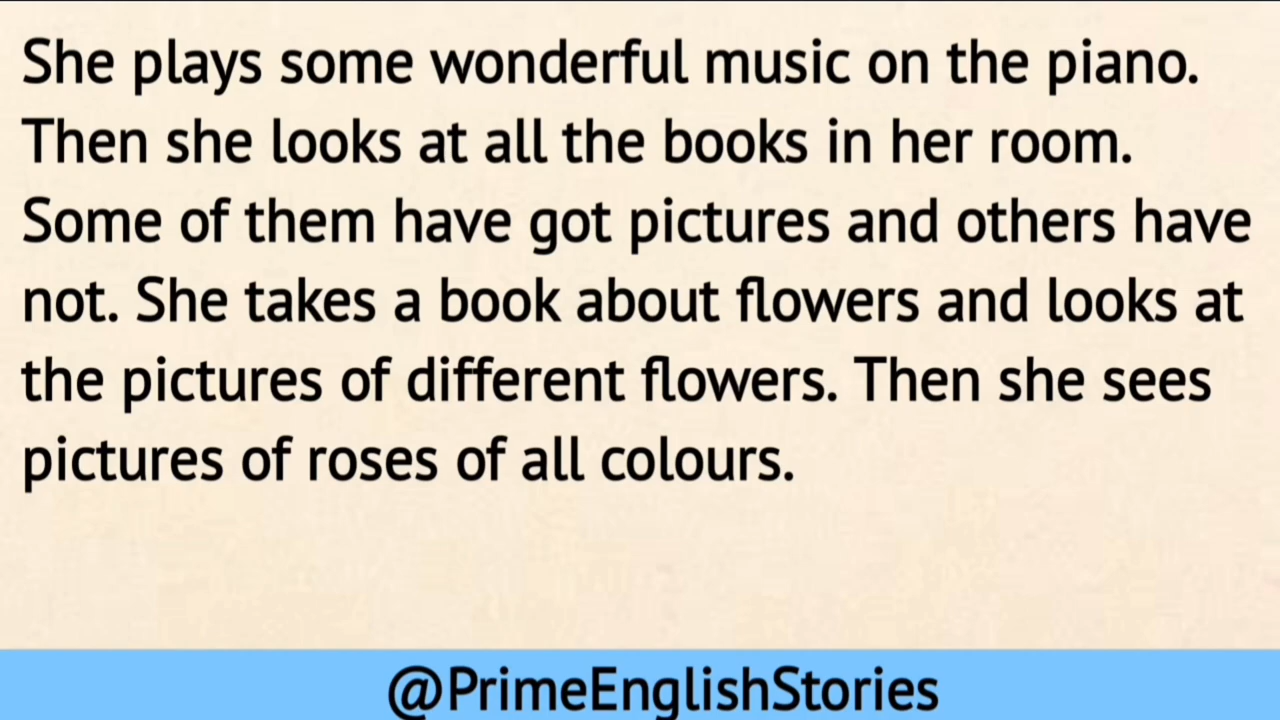 She plays some wonderful music on the piano.
Then she looks at all the books in her room.
Some of them have got pictures and others have
not. She takes a book about flowers and looks at
the pictures of different flowers. Then she sees
pictures of roses of all colours.
@PrimeEnglishStories